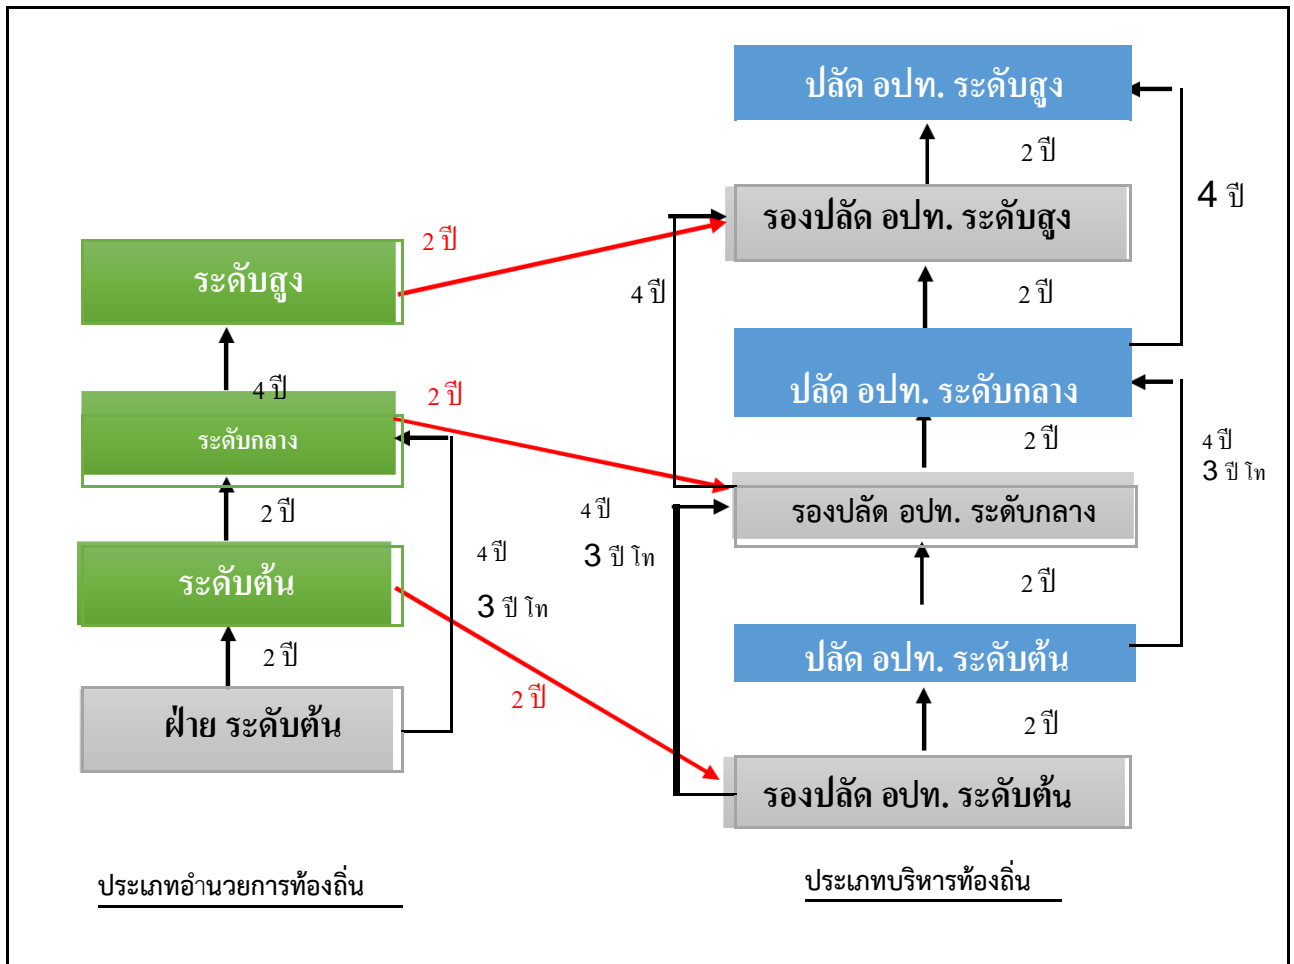 ปลัด อปท. ระดับสูง
2 ปี
4 ปี
รองปลัด อปท. ระดับสูง
2 ปี
ระดับสูง
4 ปี
2 ปี
ปลัด อปท. ระดับกลาง
4 ปี
2 ปี
ระดับกลาง
2 ปี
4 ปี
3 ปี โท
รองปลัด อปท. ระดับกลาง
2 ปี
4 ปี
3 ปี โท
4 ปี
3 ปี โท
ระดับต้น
2 ปี
ปลัด อปท. ระดับต้น
2 ปี
2 ปี
ฝ่าย ระดับต้น
2 ปี
รองปลัด อปท. ระดับต้น
ประเภทอำนวยการท้องถิ่น
ประเภทบริหารท้องถิ่น